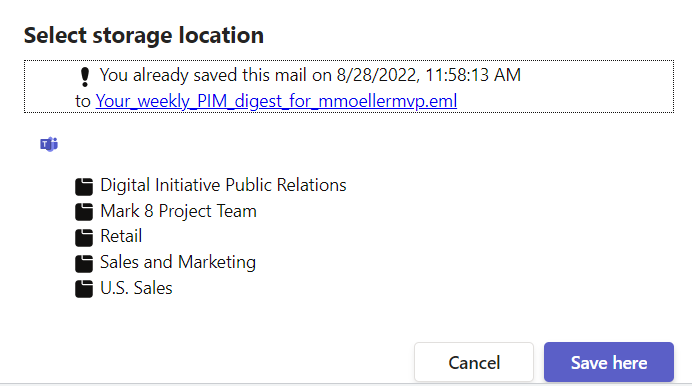 Select storage location
You already saved this mail on 8/28/2022, 11:58:13 AM
to Your_weekly_PIM_digest_for_mmoellermvp.eml
Digital Initiative Public Relations
Mark 8 Project Team
Retail
Sales and Marketing
U.S. Sales
Cancel Save here